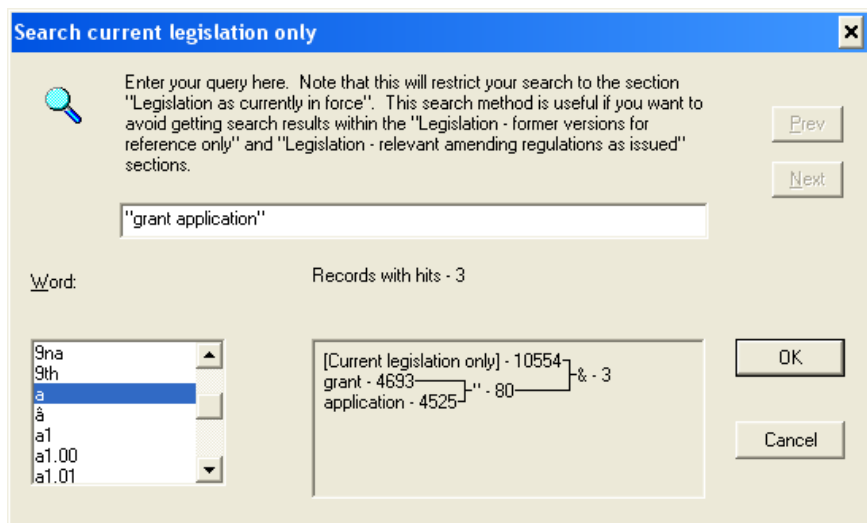 Search current legislation only
Enter your query here. Note that this will restrict your search to the section
"Legislation as currently in force". This search method is useful if you want to
avoid getting search results within the "Legislation - former versions for
reference only" and "Legislation - relevant amending regulations as issued"
sections.
Prev
Next
"grant application"
Word:
Records with hits - 3
9na
9th
a
â
a1
a1.00
a1.01
[Current legislation only] - 10554
& - 3
grant - 4693
" - 80
application - 4525
OK
Cancel